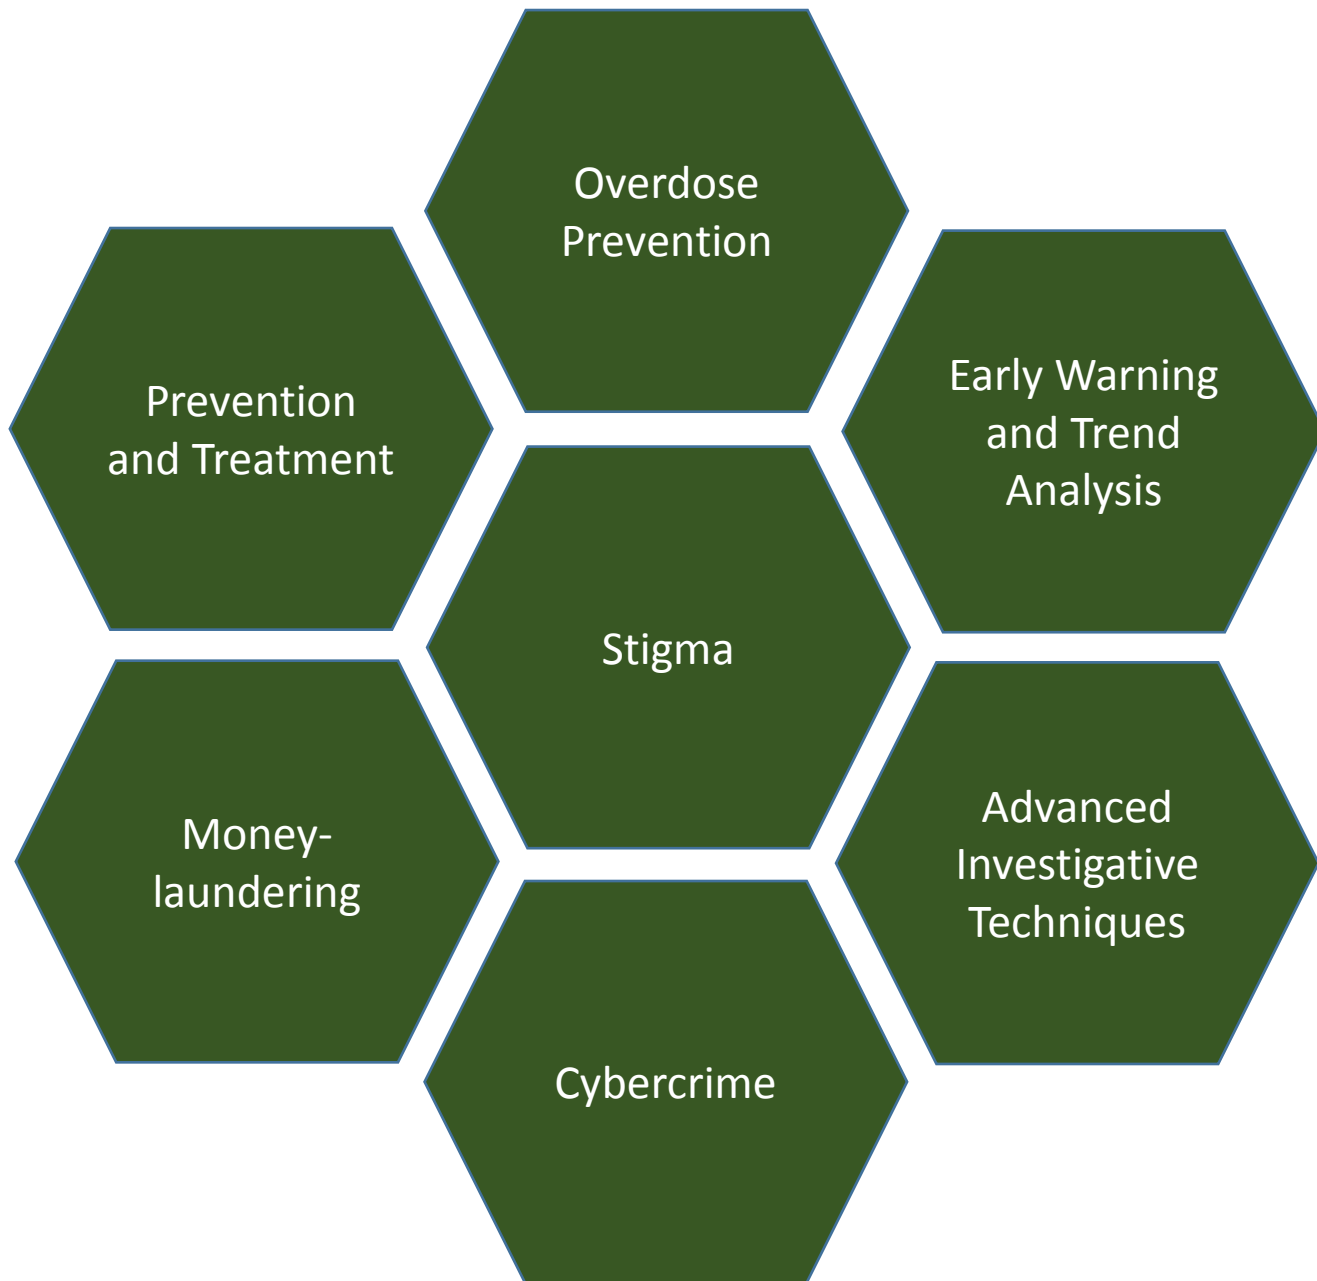 Overdose
Prevention
Prevention
and Treatment
Early Warning
and Trend
Analysis
Stigma
Money-
laundering
Advanced
Investigative
Techniques
Cybercrime